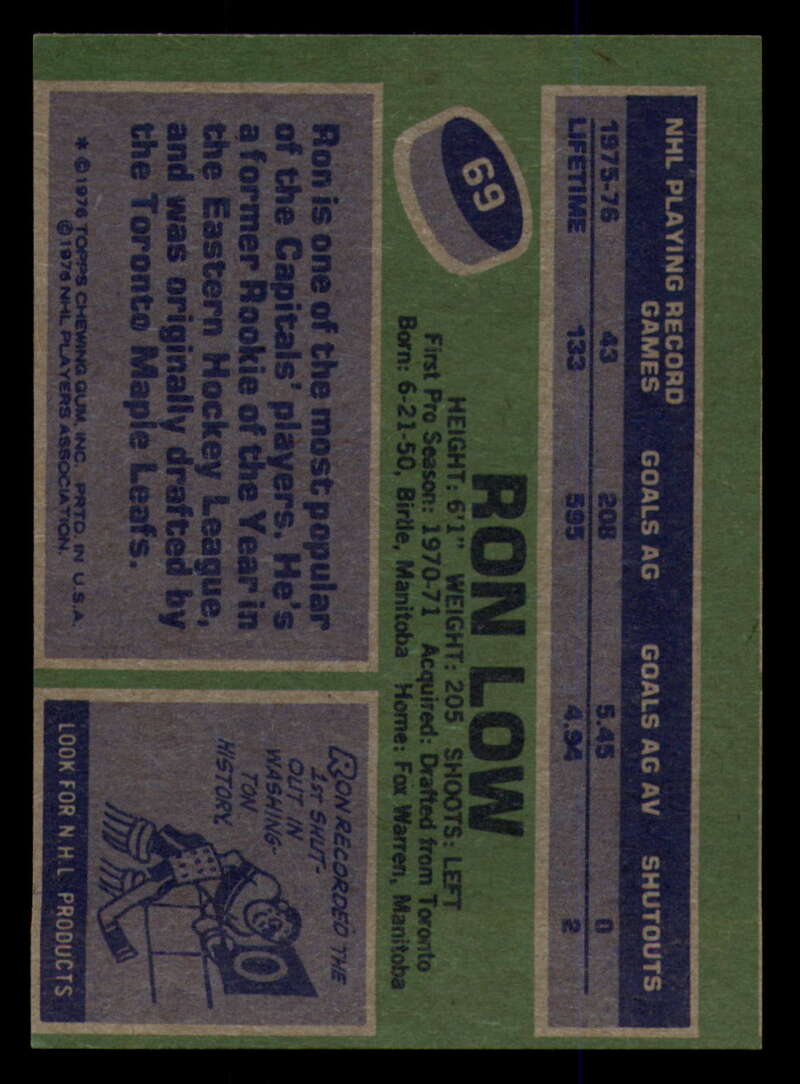 NHL PLAYING RECORD
GAMES GOALS AG GOALS AG AV SHUTOUTS
1975-76 43 208 5.45 0
LIFETIME 133 595 4.94 2
69
RON LOW
HEIGHT: 6'1" WEIGHT: 205 SHOOTS: LEFT
First Pro Season: 1970-71 Acquired: Drafted from Toronto
Born: 6-21-50, Birdle, Manitoba Home: Fox Warren, Manitoba
Ron is one of the most popular
of the Capitals' players. He's
a former Rookie of the Year in
the Eastern Hockey League,
and was originally drafted by
the Toronto Maple Leafs.
* © 1976 TOPPS CHEWING GUM, INC. PRTD. IN U.S.A.
© 1976 NHL PLAYERS ASSOCIATION.
RON RECORDED THE
1ST SHUT-
OUT IN
WASHING-
TON
HISTORY.
0
LOOK FOR N.H.L. PRODUCTS